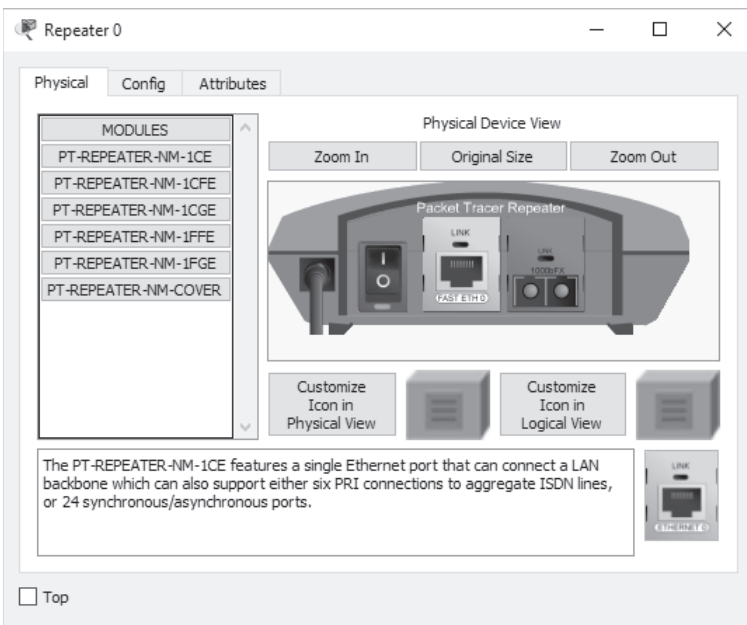 Repeater 0
Physical Config Attributes
MODULES
PT-REPEATER-NM-1CE
PT-REPEATER-NM-1CFE
PT-REPEATER-NM-1CGE
PT-REPEATER-NM-1FFE
PT-REPEATER-NM-1FGE
PT-REPEATER-NM-COVER
Physical Device View
Zoom In Original Size Zoom Out
Packet Tracer Repeater
LINK
FAST ETH 0
LINK
1000bFX
Customize
Icon in
Physical View
Customize
Icon in
Logical View
The PT-REPEATER-NM-1CE features a single Ethernet port that can connect a LAN
backbone which can also support either six PRI connections to aggregate ISDN lines,
or 24 synchronous/asynchronous ports.
LINK
ETHERNET 0
Top